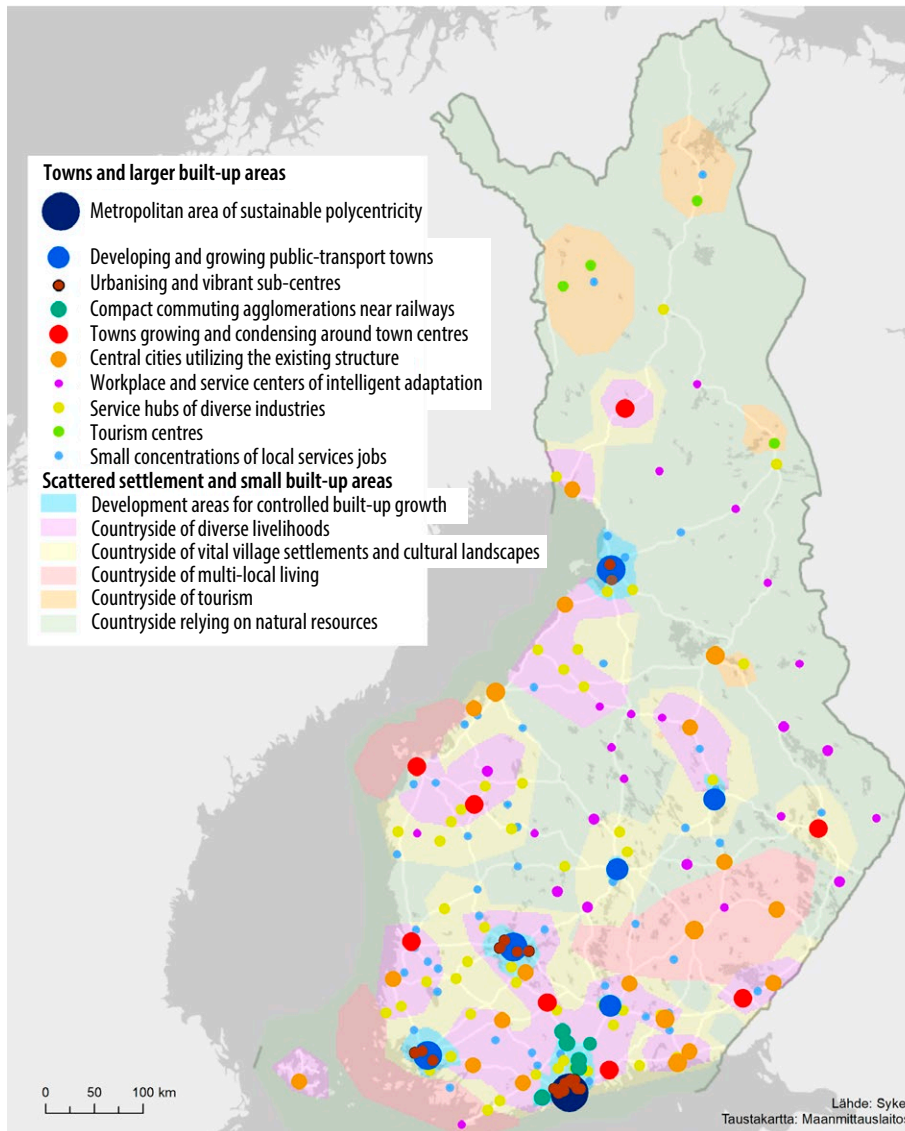 Towns and larger built-up areas
Metropolitan area of sustainable polycentricity
Developing and growing public-transport towns
Urbanising and vibrant sub-centres
Compact commuting agglomerations near railways
Towns growing and condensing around town centres
Central cities utilizing the existing structure
Workplace and service centers of intelligent adaptation
Service hubs of diverse industries
Tourism centres
Small concentrations of local services jobs
Scattered settlement and small built-up areas
Development areas for controlled built-up growth
Countryside of diverse livelihoods
Countryside of vital village settlements and cultural landscapes
Countryside of multi-local living
Countryside of tourism
Countryside relying on natural resources
0 50 100 km
Lähde: Syke
Taustakartta: Maanmittauslaitos